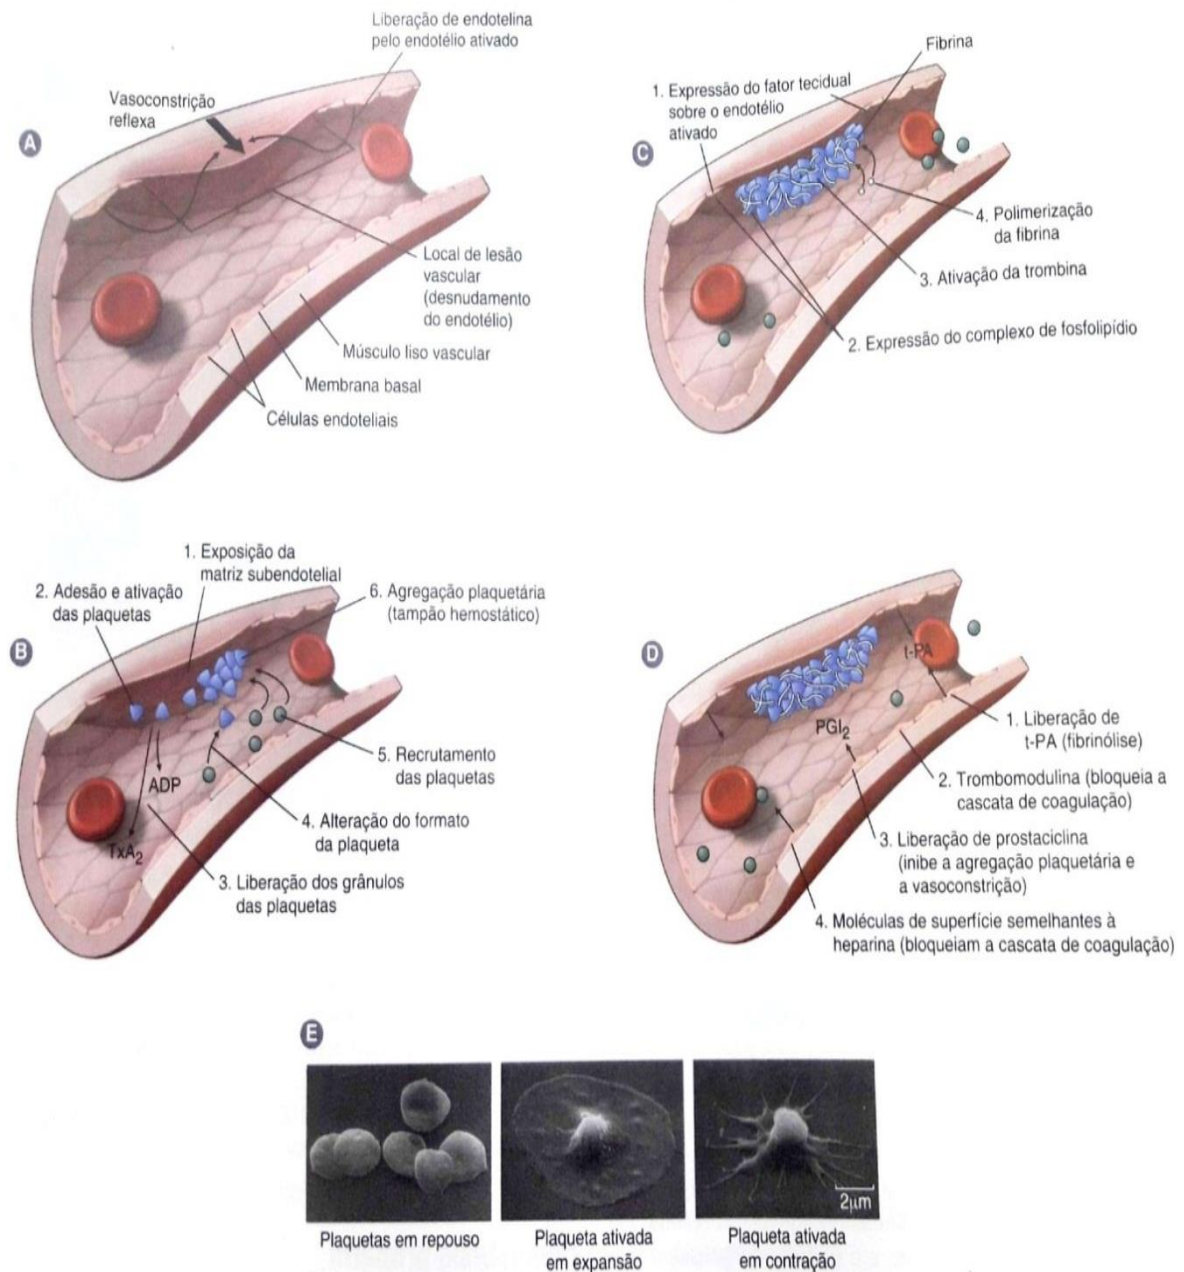 A
Liberação de endotelina
pelo endotélio ativado
Vasoconstrição
reflexa
Local de lesão
vascular
(desnudamento
do endotélio)
Músculo liso vascular
Membrana basal
Células endoteliais
C
Fibrina
1. Expressão do fator tecidual
sobre o endotélio
ativado
4. Polimerização
da fibrina
3. Ativação da trombina
2. Expressão do complexo de fosfolipídio
B
1. Exposição da
matriz subendotelial
2. Adesão e ativação
das plaquetas
6. Agregação plaquetária
(tampão hemostático)
5. Recrutamento
das plaquetas
ADP
4. Alteração do formato
da plaqueta
TxA2
3. Liberação dos grânulos
das plaquetas
D
t-PA
PGI2
1. Liberação de
t-PA (fibrinólise)
2. Trombomodulina (bloqueia a
cascata de coagulação)
3. Liberação de prostaciclina
(inibe a agregação plaquetária e
a vasoconstrição)
4. Moléculas de superfície semelhantes à
heparina (bloqueiam a cascata de coagulação)
E
2µm
Plaquetas em repouso
Plaqueta ativada
em expansão
Plaqueta ativada
em contração